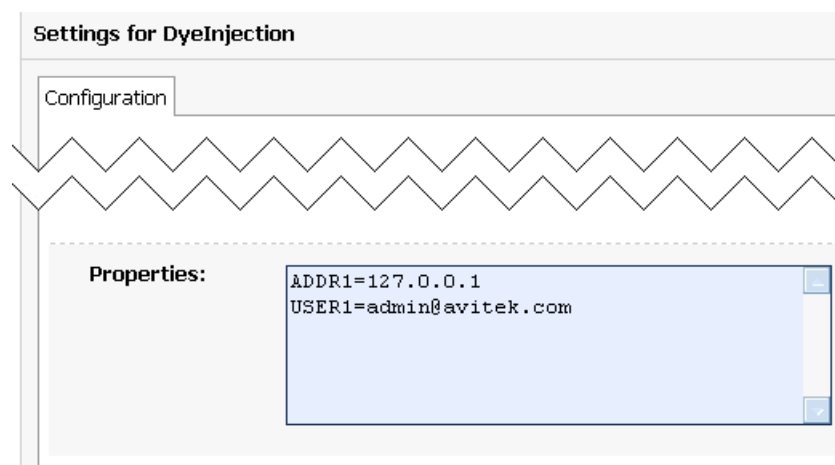 Settings for DyeInjection
Configuration
Properties:
ADDR1=127.0.0.1
USER1=admin@avitek.com